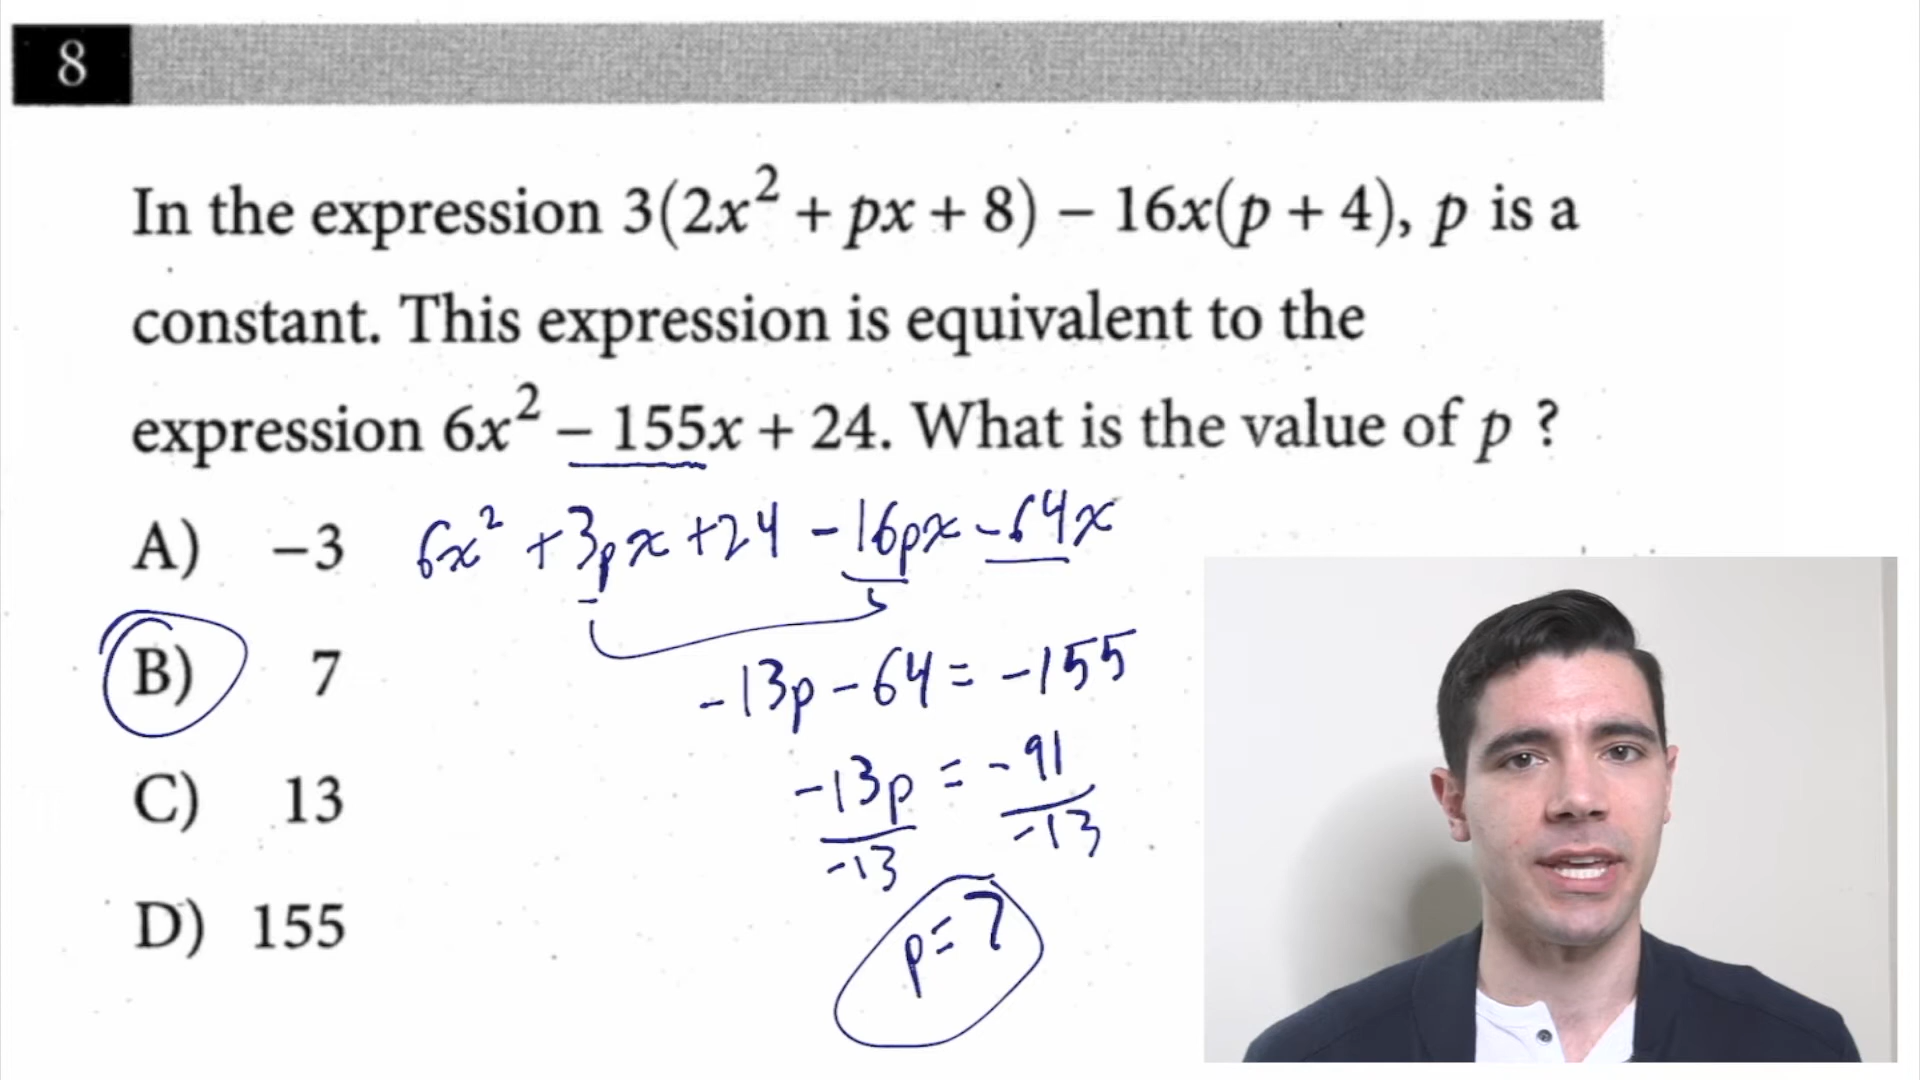 8
In the expression 3(2x² + px + 8) − 16x(p + 4), p is a
constant. This expression is equivalent to the
expression 6x² − 155x + 24. What is the value of p ?
A) −3
6x² +3px +24 -16px -64x
B) 7
-13p - 64 = -155
-13p = -91
-13 -13
C) 13
p=7
D) 155